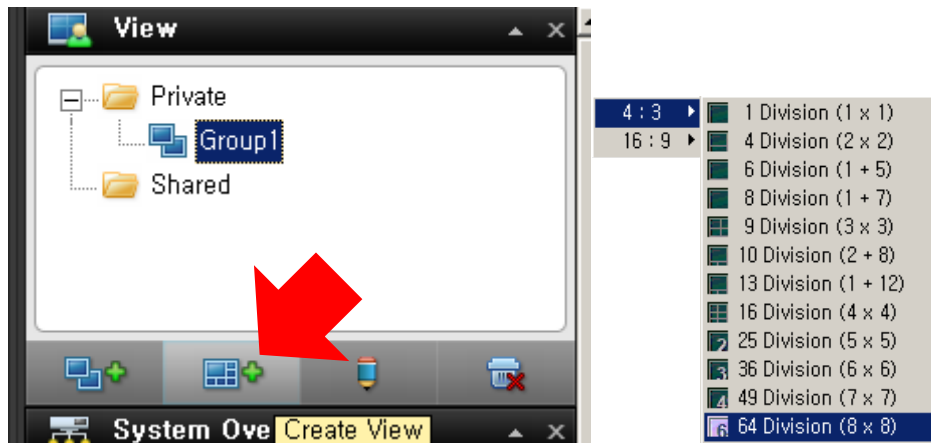 View
Private
Group1
Shared
System Ove
Create View
4 : 3
16 : 9
1 Division (1 x 1)
4 Division (2 x 2)
6 Division (1 + 5)
8 Division (1 + 7)
9 Division (3 x 3)
10 Division (2 + 8)
13 Division (1 + 12)
16 Division (4 x 4)
25 Division (5 x 5)
36 Division (6 x 6)
49 Division (7 x 7)
64 Division (8 x 8)